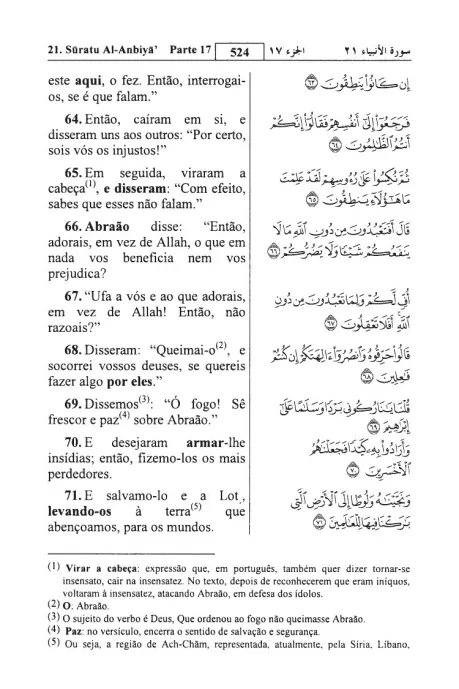 21. Sūratu Al-Anbiyā’ Parte 17 524 الجزء ١٧ سورة الأنبياء ٢١
este aqui, o fez. Então, interrogai-
os, se é que falam.”
64. Então, caíram em si, e
disseram uns aos outros: “Por certo,
sois vós os injustos!”
65. Em seguida, viraram a
cabeça(1), e disseram: “Com efeito,
sabes que esses não falam.”
66. Abraão disse: “Então,
adorais, em vez de Allah, o que em
nada vos beneficia nem vos
prejudica?
67. “Ufa a vós e ao que adorais,
em vez de Allah! Então, não
razoais?”
68. Disseram: “Queimai-o(2), e
socorrei vossos deuses, se quereis
fazer algo por eles.”
69. Dissemos(3): “Ó fogo! Sê
frescor e paz(4) sobre Abraão.”
70. E desejaram armar-lhe
insídias; então, fizemo-los os mais
perdedores.
71. E salvamo-lo e a Lot,
levando-os à terra(5) que
abençoamos, para os mundos.
إِن كَانُوا۟ يَنطِقُونَ ٦٣
فَرَجَعُوٓا۟ إِلَىٰٓ أَنفُسِهِمْ فَقَالُوٓا۟ إِنَّكُمْ
أَنتُمُ ٱلظَّـٰلِمُونَ ٦٤
ثُمَّ نُكِسُوا۟ عَلَىٰ رُءُوسِهِمْ لَقَدْ عَلِمْتَ
مَا هَـٰٓؤُلَآءِ يَنطِقُونَ ٦٥
قَالَ أَفَتَعْبُدُونَ مِن دُونِ ٱللَّهِ مَا لَا
يَنفَعُكُمْ شَيْـًٔا وَلَا يَضُرُّكُمْ ٦٦
أُفٍّ لَّكُمْ وَلِمَا تَعْبُدُونَ مِن دُونِ
ٱللَّهِ أَفَلَا تَعْقِلُونَ ٦٧
قَالُوا۟ حَرِّقُوهُ وَٱنصُرُوٓا۟ ءَالِهَتَكُمْ إِن كُنتُمْ
فَـٰعِلِينَ ٦٨
قُلْنَا يَـٰنَارُ كُونِى بَرْدًا وَسَلَـٰمًا عَلَىٰٓ
إِبْرَٰهِيمَ ٦٩
وَأَرَادُوا۟ بِهِۦ كَيْدًا فَجَعَلْنَـٰهُمُ
ٱلْأَخْسَرِينَ ٧٠
وَنَجَّيْنَـٰهُ وَلُوطًا إِلَى ٱلْأَرْضِ ٱلَّتِى
بَـٰرَكْنَا فِيهَا لِلْعَـٰلَمِينَ ٧١
(1) Virar a cabeça: expressão que, em português, também quer dizer tornar-se
insensato, cair na insensatez. No texto, depois de reconhecerem que eram iníquos,
voltaram à insensatez, atacando Abraão, em defesa dos ídolos.
(2) O: Abraão.
(3) O sujeito do verbo é Deus, Que ordenou ao fogo não queimasse Abraão.
(4) Paz: no versículo, encerra o sentido de salvação e segurança.
(5) Ou seja, a região de Ach-Chām, representada, atualmente, pela Síria, Líbano,